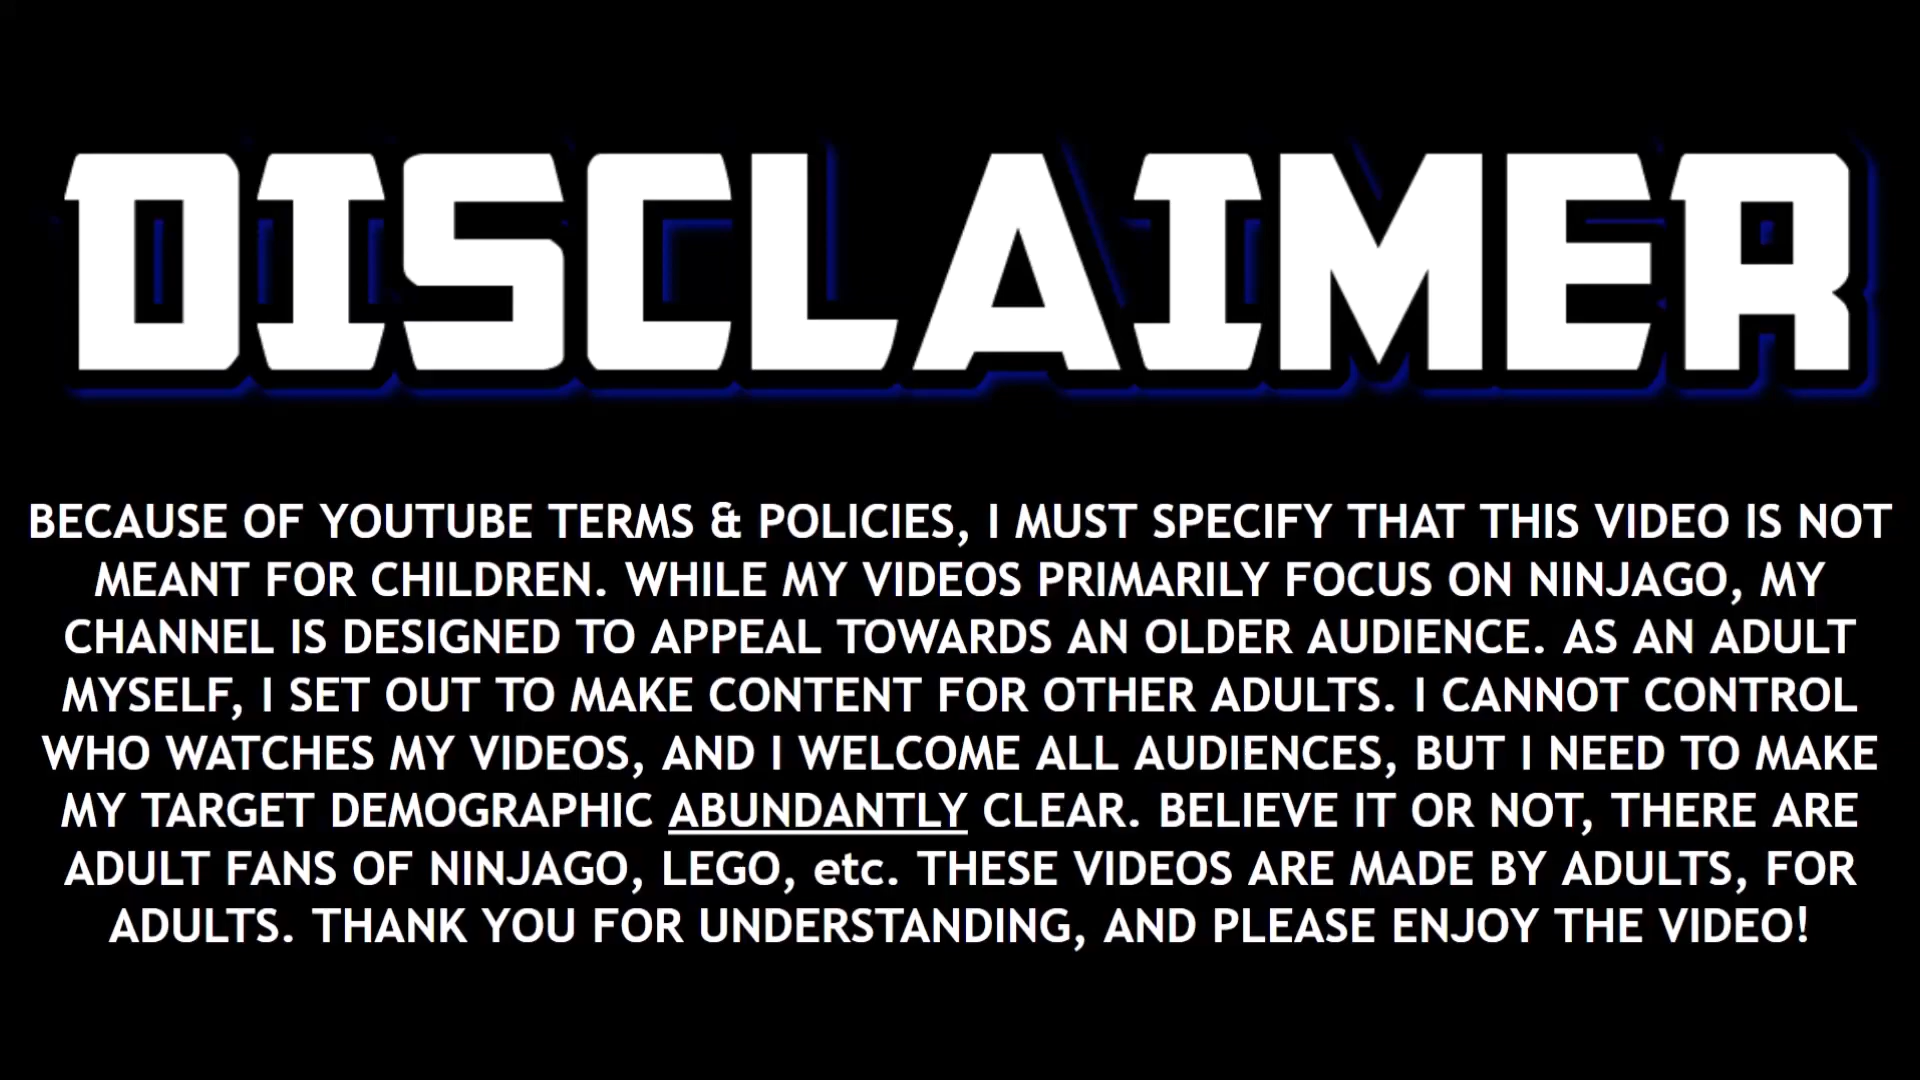 DISCLAIMER
BECAUSE OF YOUTUBE TERMS & POLICIES, I MUST SPECIFY THAT THIS VIDEO IS NOT
MEANT FOR CHILDREN. WHILE MY VIDEOS PRIMARILY FOCUS ON NINJAGO, MY
CHANNEL IS DESIGNED TO APPEAL TOWARDS AN OLDER AUDIENCE. AS AN ADULT
MYSELF, I SET OUT TO MAKE CONTENT FOR OTHER ADULTS. I CANNOT CONTROL
WHO WATCHES MY VIDEOS, AND I WELCOME ALL AUDIENCES, BUT I NEED TO MAKE
MY TARGET DEMOGRAPHIC ABUNDANTLY CLEAR. BELIEVE IT OR NOT, THERE ARE
ADULT FANS OF NINJAGO, LEGO, etc. THESE VIDEOS ARE MADE BY ADULTS, FOR
ADULTS. THANK YOU FOR UNDERSTANDING, AND PLEASE ENJOY THE VIDEO!